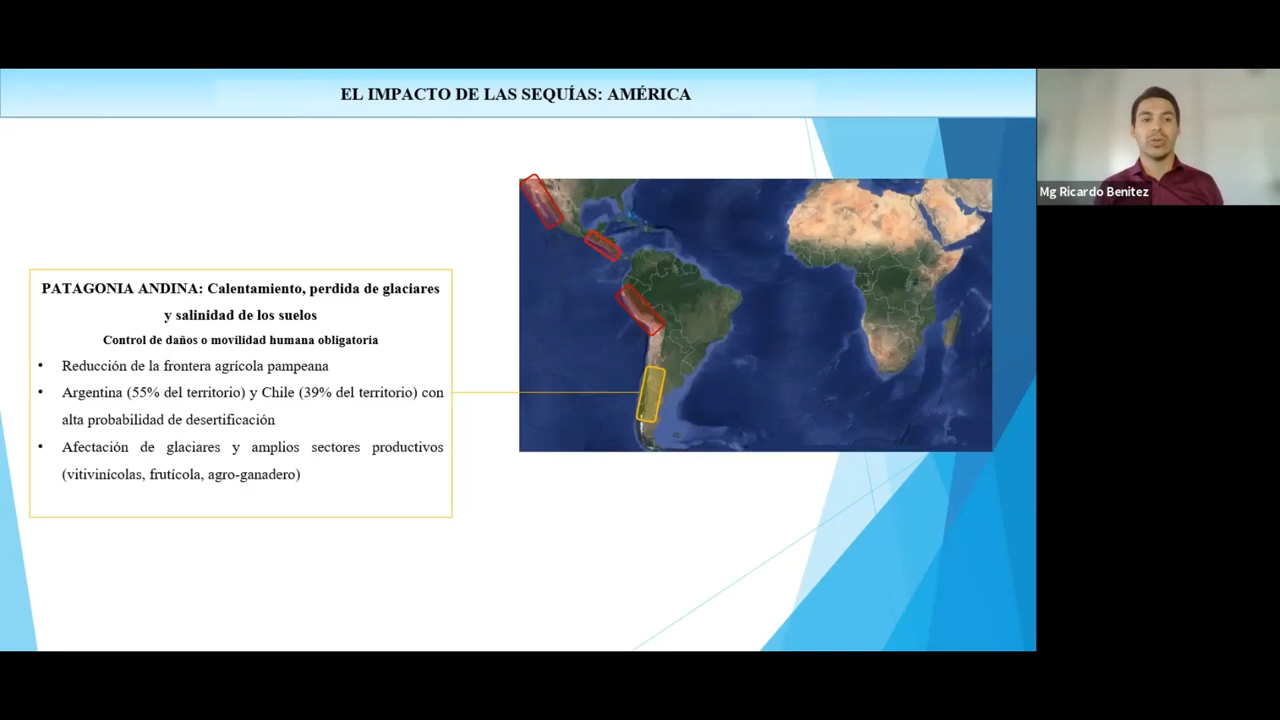 EL IMPACTO DE LAS SEQUÍAS: AMÉRICA
Mg Ricardo Benitez
PATAGONIA ANDINA: Calentamiento, perdida de glaciares
y salinidad de los suelos
Control de daños o movilidad humana obligatoria
• Reducción de la frontera agrícola pampeana
• Argentina (55% del territorio) y Chile (39% del territorio) con
alta probabilidad de desertificación
• Afectación de glaciares y amplios sectores productivos
(vitivinícolas, frutícola, agro-ganadero)